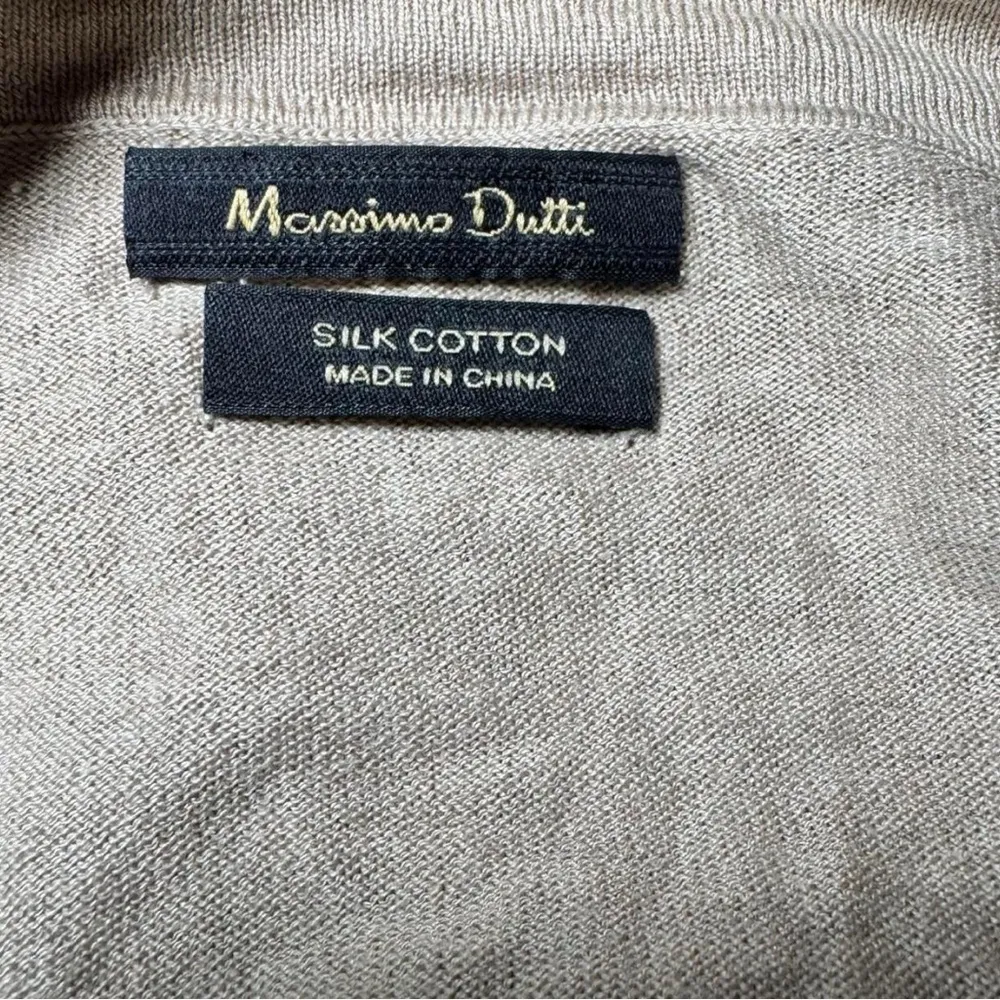 Massimo Dutti
SILK COTTON
MADE IN CHINA